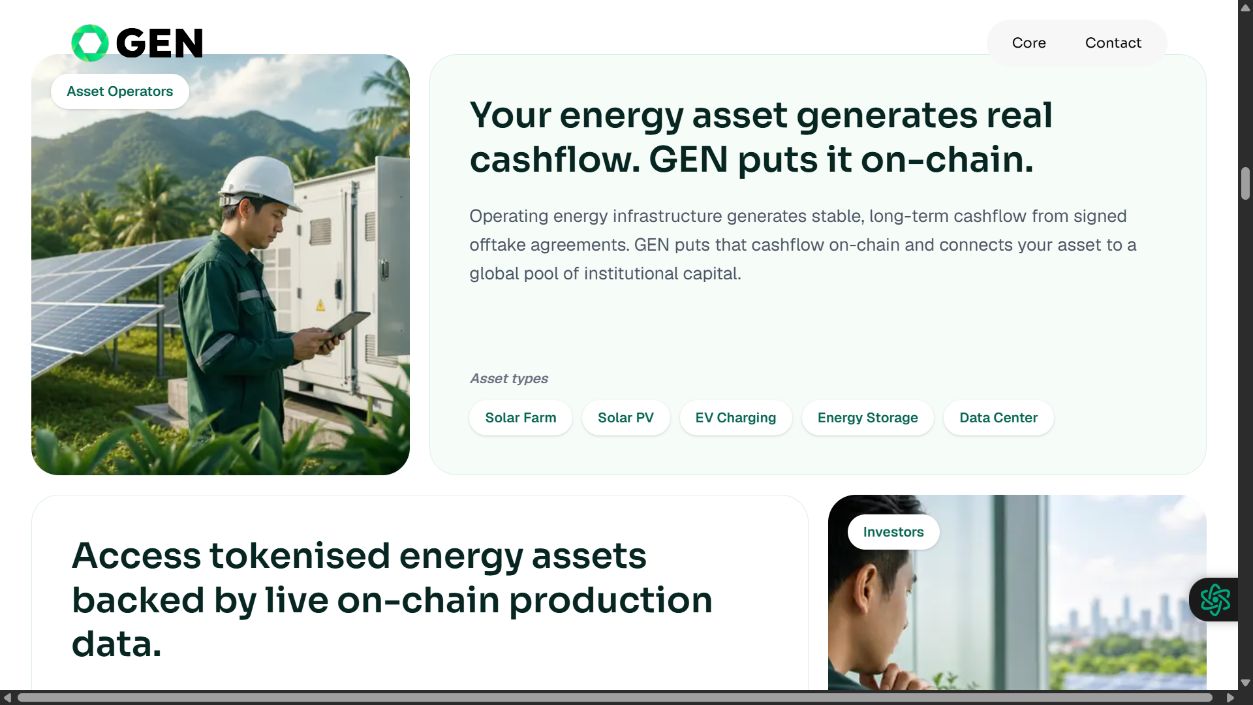 GEN
Core
Contact
Asset Operators
Your energy asset generates real
cashflow. GEN puts it on-chain.
Operating energy infrastructure generates stable, long-term cashflow from signed
offtake agreements. GEN puts that cashflow on-chain and connects your asset to a
global pool of institutional capital.
Asset types
Solar Farm
Solar PV
EV Charging
Energy Storage
Data Center
Access tokenised energy assets
backed by live on-chain production
data.
Investors